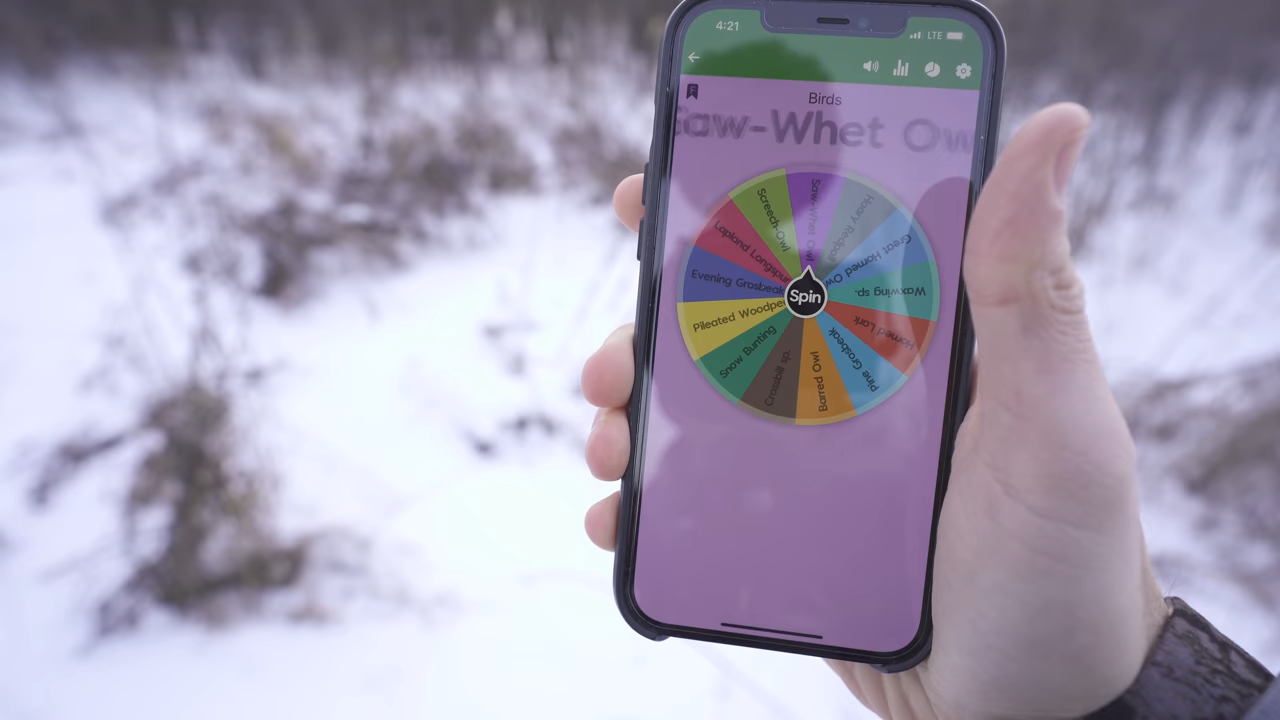 4:21
LTE
Birds
Saw-Whet Ow
Saw-Whet Owl
Hoary Redpoll
Great Horned Owl
Waxwing sp.
Horned Lark
Pine Grosbeak
Barred Owl
Crossbill sp.
Snow Bunting
Pileated Woodpe
Evening Grosbeak
Lapland Longspur
Screech-Owl
Spin